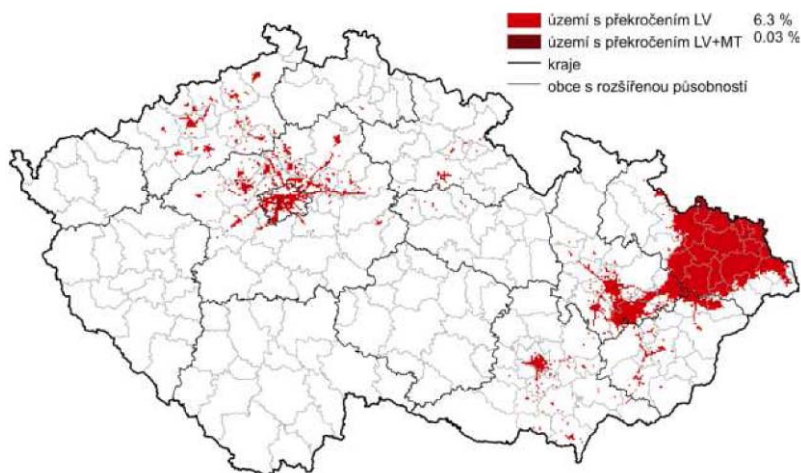 území s překročením LV 6.3 %
území s překročením LV+MT 0.03 %
kraje
obce s rozšířenou působností